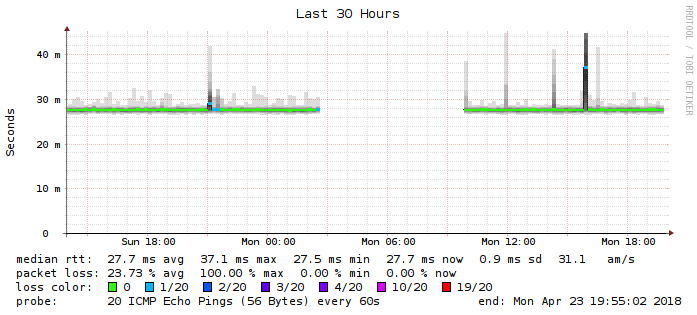 Last 30 Hours
RRDTOOL / TOBI OETIKER
Seconds
40 m
30 m
20 m
10 m
0
Sun 18:00 Mon 00:00 Mon 06:00 Mon 12:00 Mon 18:00
median rtt: 27.7 ms avg 37.1 ms max 27.5 ms min 27.7 ms now 0.9 ms sd 31.1 am/s
packet loss: 23.73 % avg 100.00 % max 0.00 % min 0.00 % now
loss color: 0 1/20 2/20 3/20 4/20 10/20 19/20
probe: 20 ICMP Echo Pings (56 Bytes) every 60s end: Mon Apr 23 19:55:02 2018